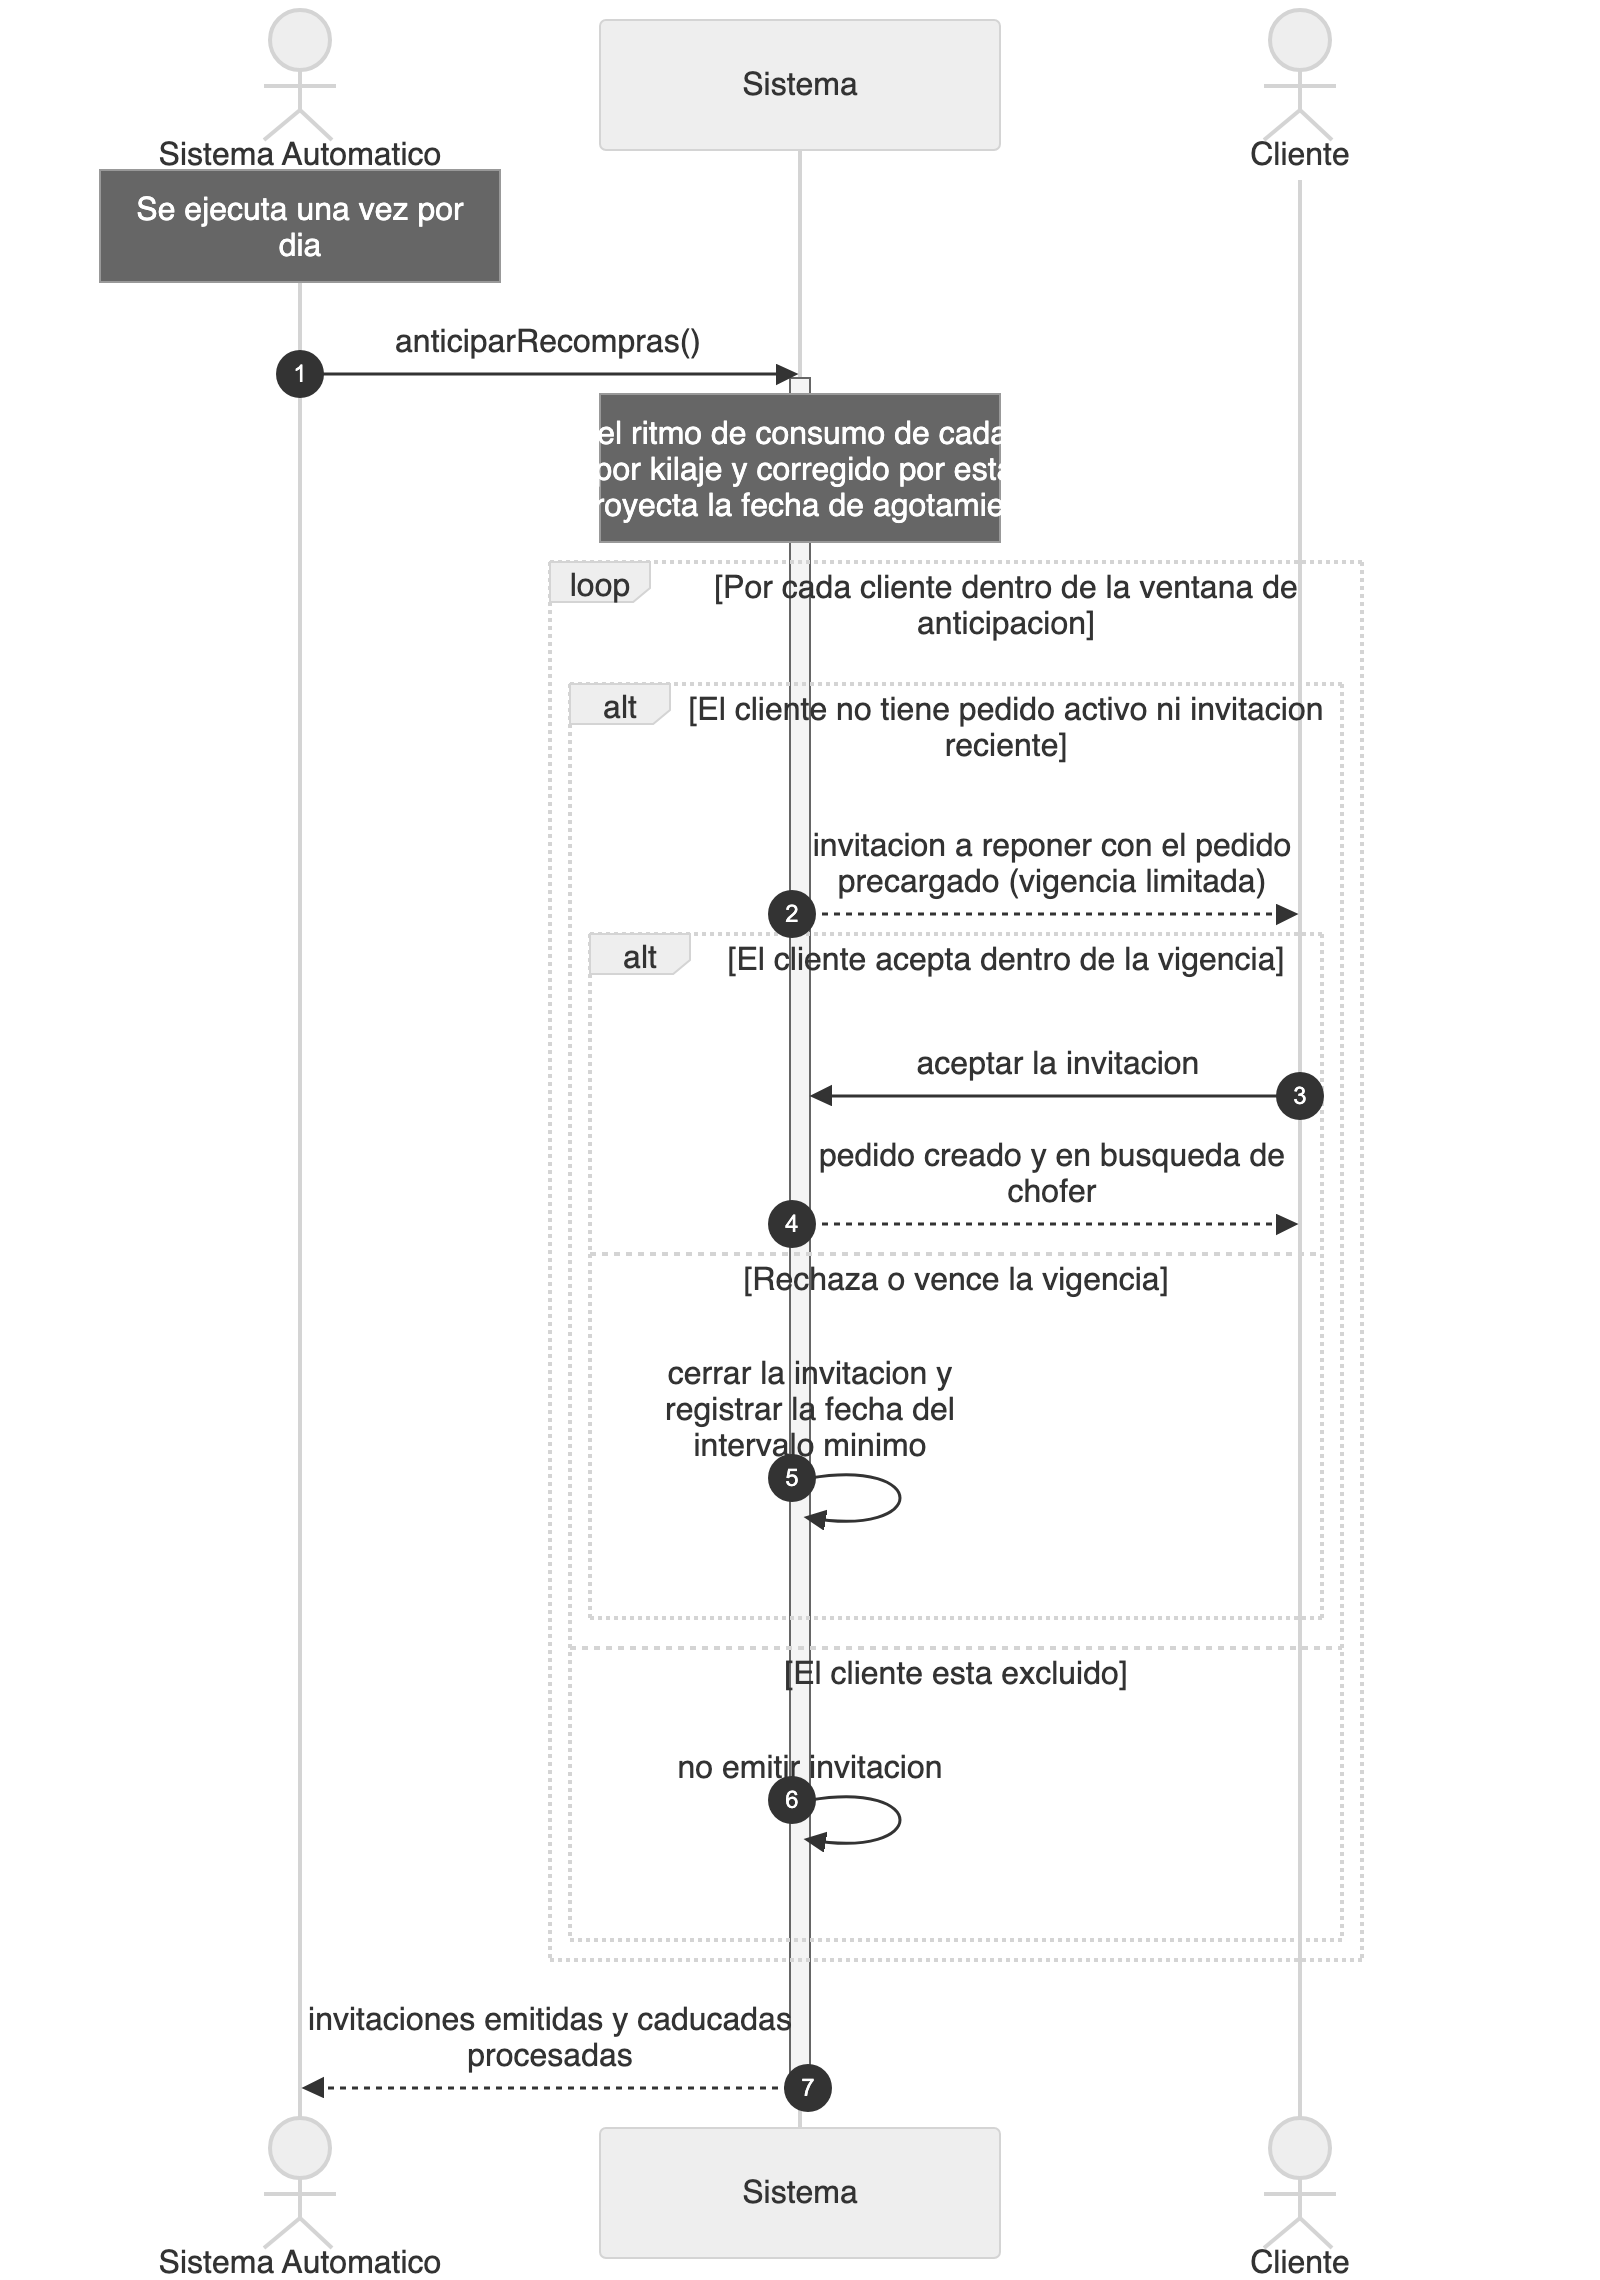 Sistema Automatico
Sistema
Cliente
Se ejecuta una vez por
dia
anticiparRecompras()
1
el ritmo de consumo de cada
por kilaje y corregido por
la fecha de
loop
[Por cada cliente dentro de la ventana de
anticipacion]
alt
[El cliente no tiene pedido activo ni invitacion
reciente]
invitacion a reponer con el pedido
precargado (vigencia limitada)
2
alt
[El cliente acepta dentro de la vigencia]
aceptar la invitacion
3
pedido creado y en busqueda de
chofer
4
[Rechaza o vence la vigencia]
cerrar la invitacion y
registrar la fecha del
intervalo minimo
5
[El cliente esta excluido]
no emitir invitacion
6
invitaciones emitidas y caducadas
procesadas
7
Sistema Automatico
Sistema
Cliente